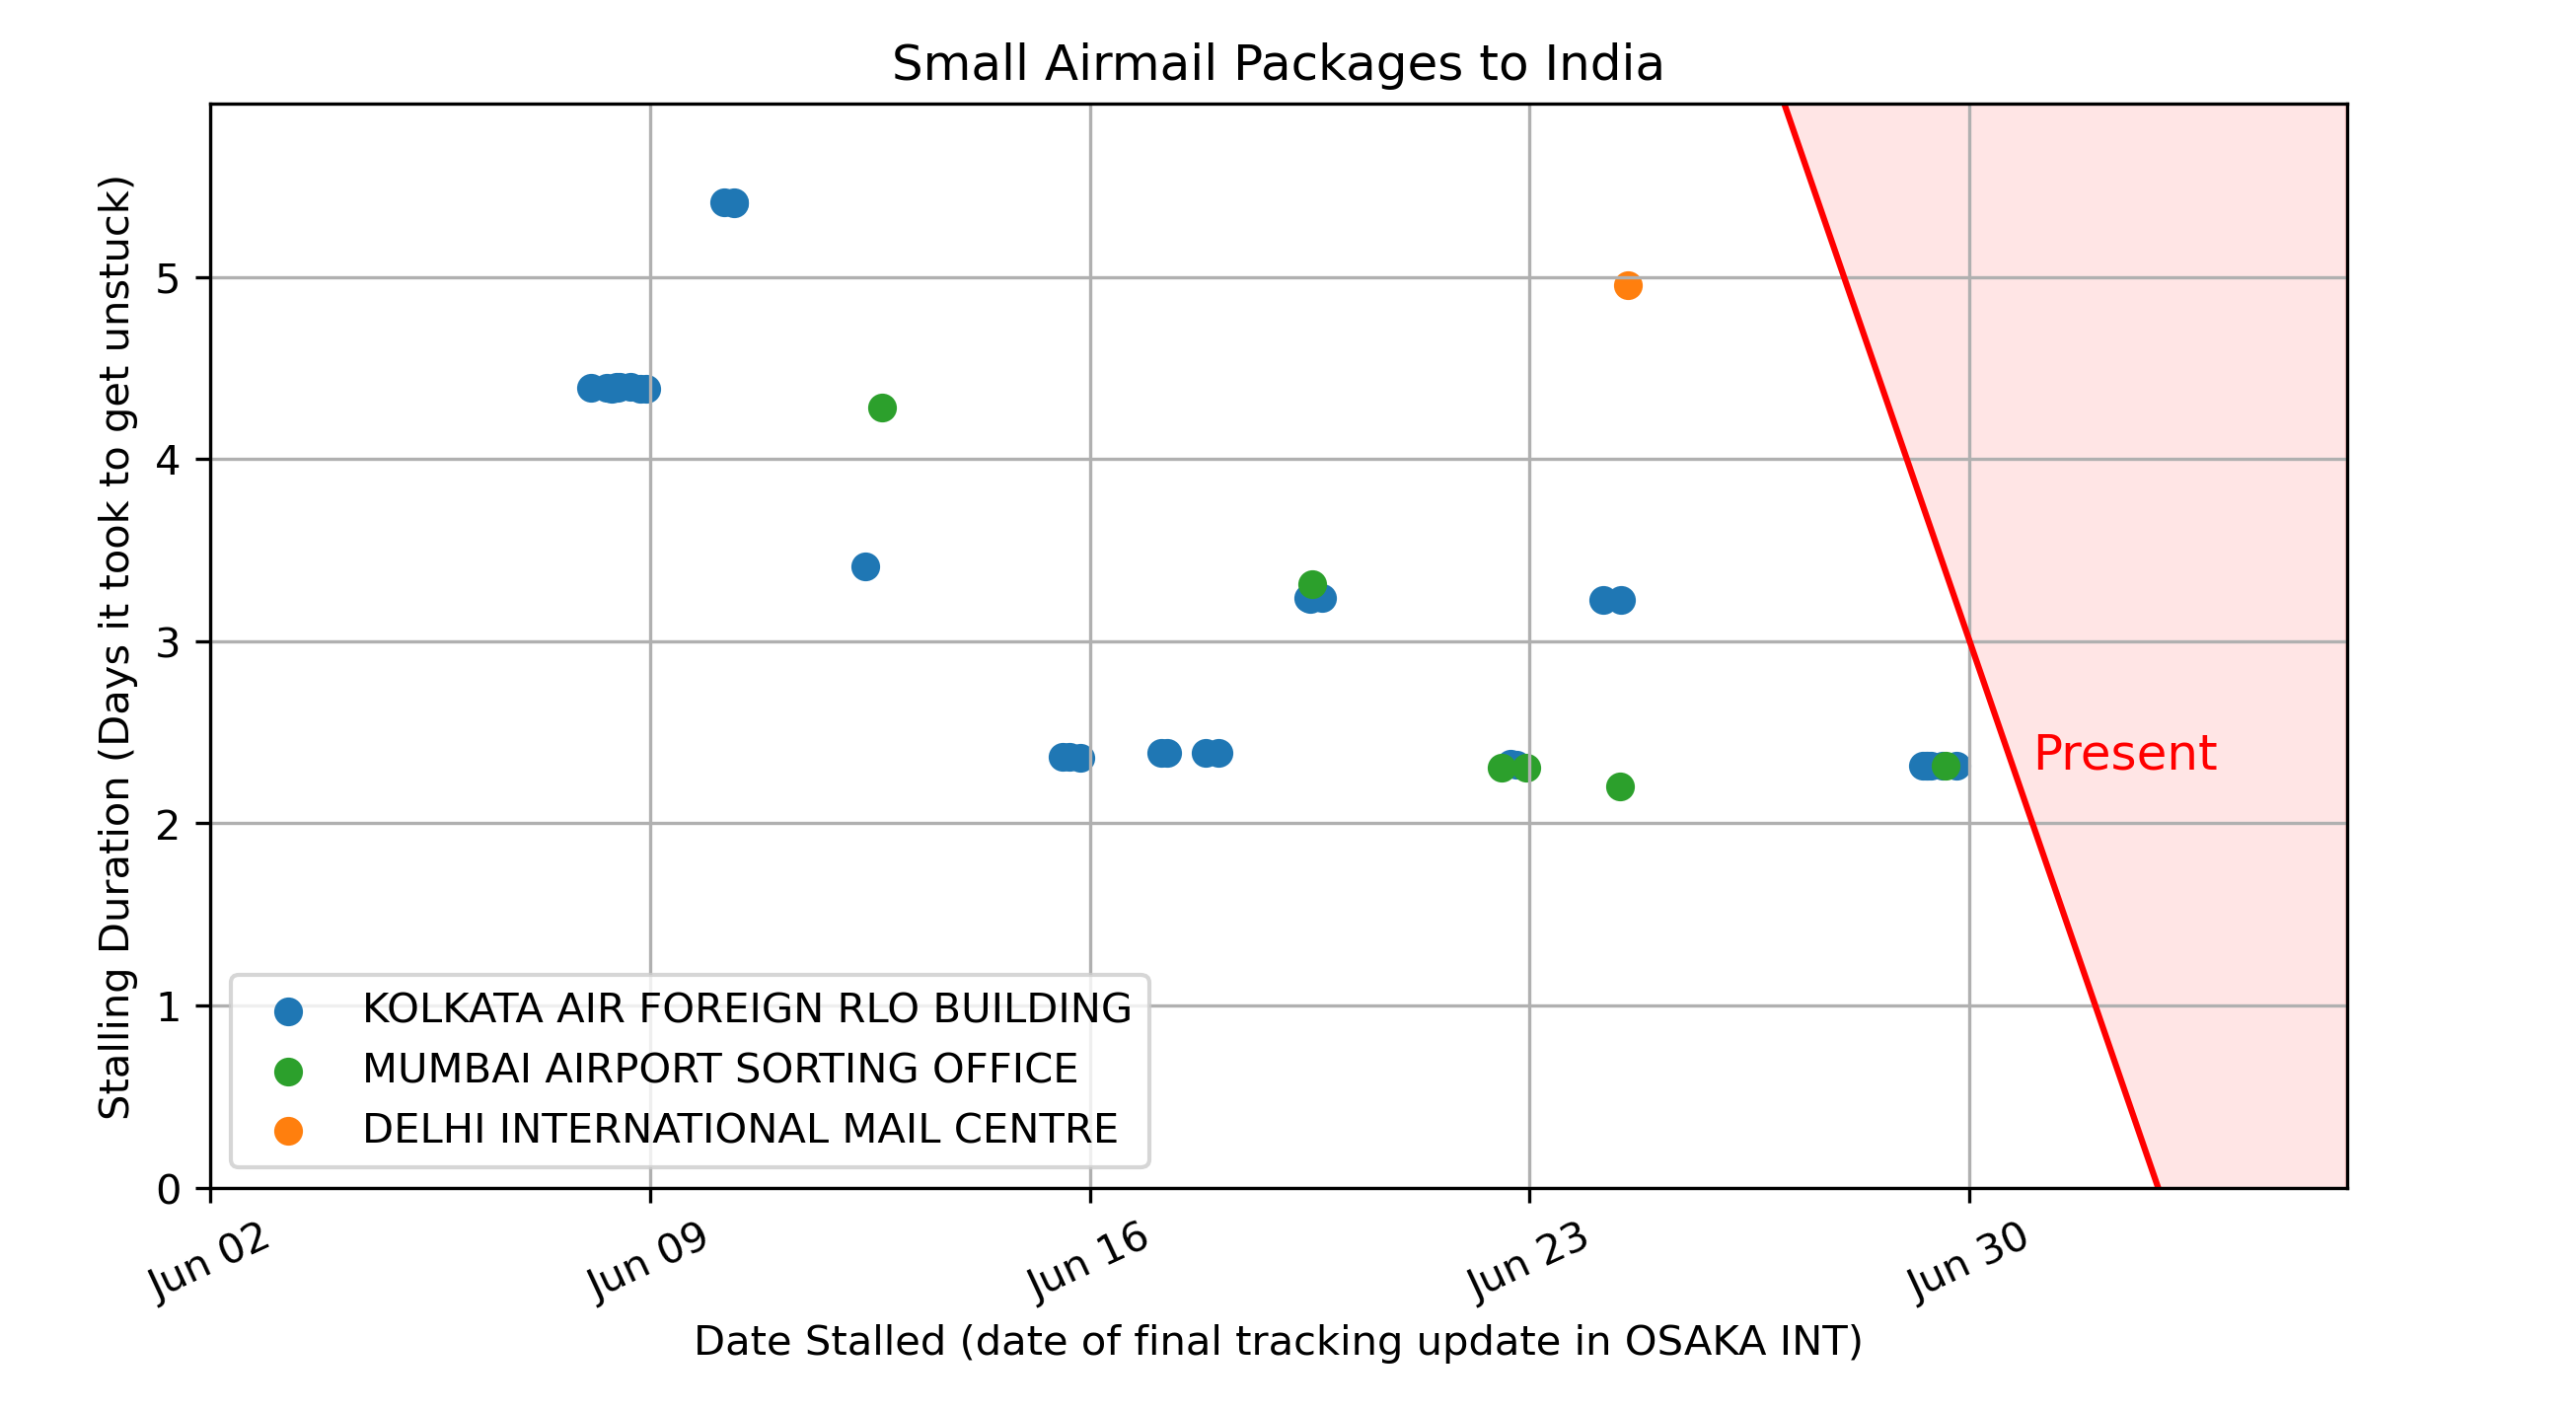 Small Airmail Packages to India
Stalling Duration (Days it took to get unstuck)
5
4
3
2
1
0
Present
KOLKATA AIR FOREIGN RLO BUILDING
MUMBAI AIRPORT SORTING OFFICE
DELHI INTERNATIONAL MAIL CENTRE
Jun 02
Jun 09
Jun 16
Jun 23
Jun 30
Date Stalled (date of final tracking update in OSAKA INT)